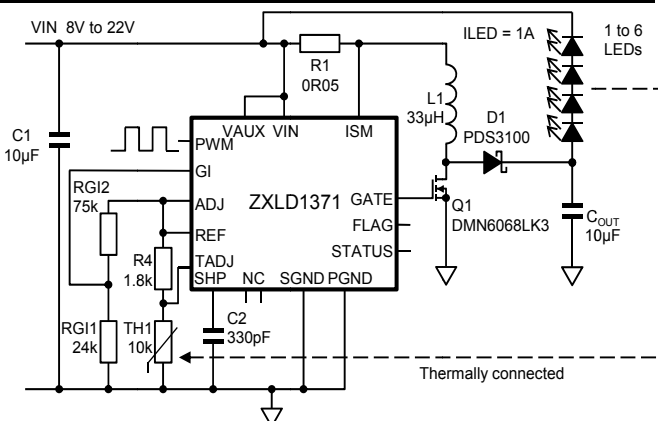 VIN 8V to 22V
ILED = 1A
1 to 6
LEDs
R1
0R05
L1
33µH
D1
PDS3100
C1
10µF
VAUX VIN ISM
PWM
GI
ADJ
REF
TADJ
SHP
NC
SGND PGND
ZXLD1371
GATE
FLAG
STATUS
Q1
DMN6068LK3
COUT
10µF
RGI2
75k
R4
1.8k
RGI1
24k
TH1
10k
C2
330pF
Thermally connected